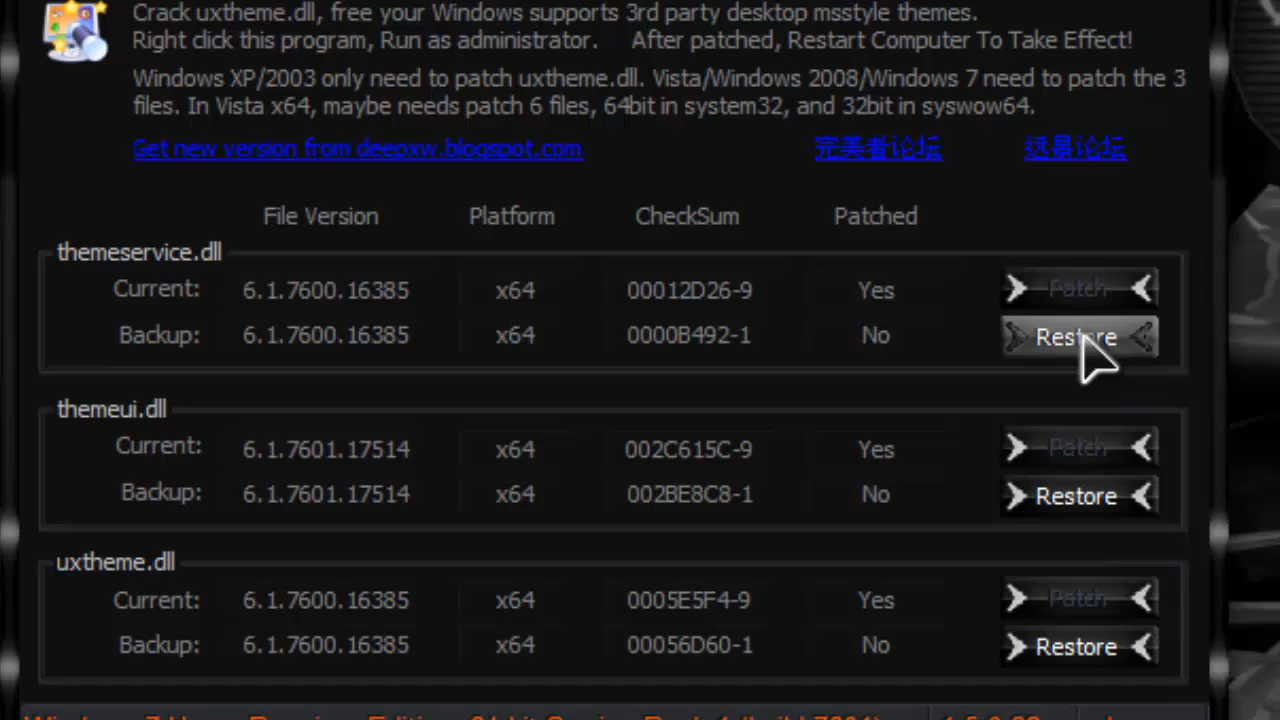 Crack uxtheme.dll, free your Windows supports 3rd party desktop msstyle themes.
Right click this program, Run as administrator. After patched, Restart Computer To Take Effect!
Windows XP/2003 only need to patch uxtheme.dll. Vista/Windows 2008/Windows 7 need to patch the 3
files. In Vista x64, maybe needs patch 6 files, 64bit in system32, and 32bit in syswow64.
Get new version from deepxw.blogspot.com 完美者论坛 远景论坛
File Version Platform CheckSum Patched
themeservice.dll
Current: 6.1.7600.16385 x64 00012D26-9 Yes Patch
Backup: 6.1.7600.16385 x64 0000B492-1 No Restore
themeui.dll
Current: 6.1.7601.17514 x64 002C615C-9 Yes Patch
Backup: 6.1.7601.17514 x64 002BE8C8-1 No Restore
uxtheme.dll
Current: 6.1.7600.16385 x64 0005E5F4-9 Yes Patch
Backup: 6.1.7600.16385 x64 00056D60-1 No Restore